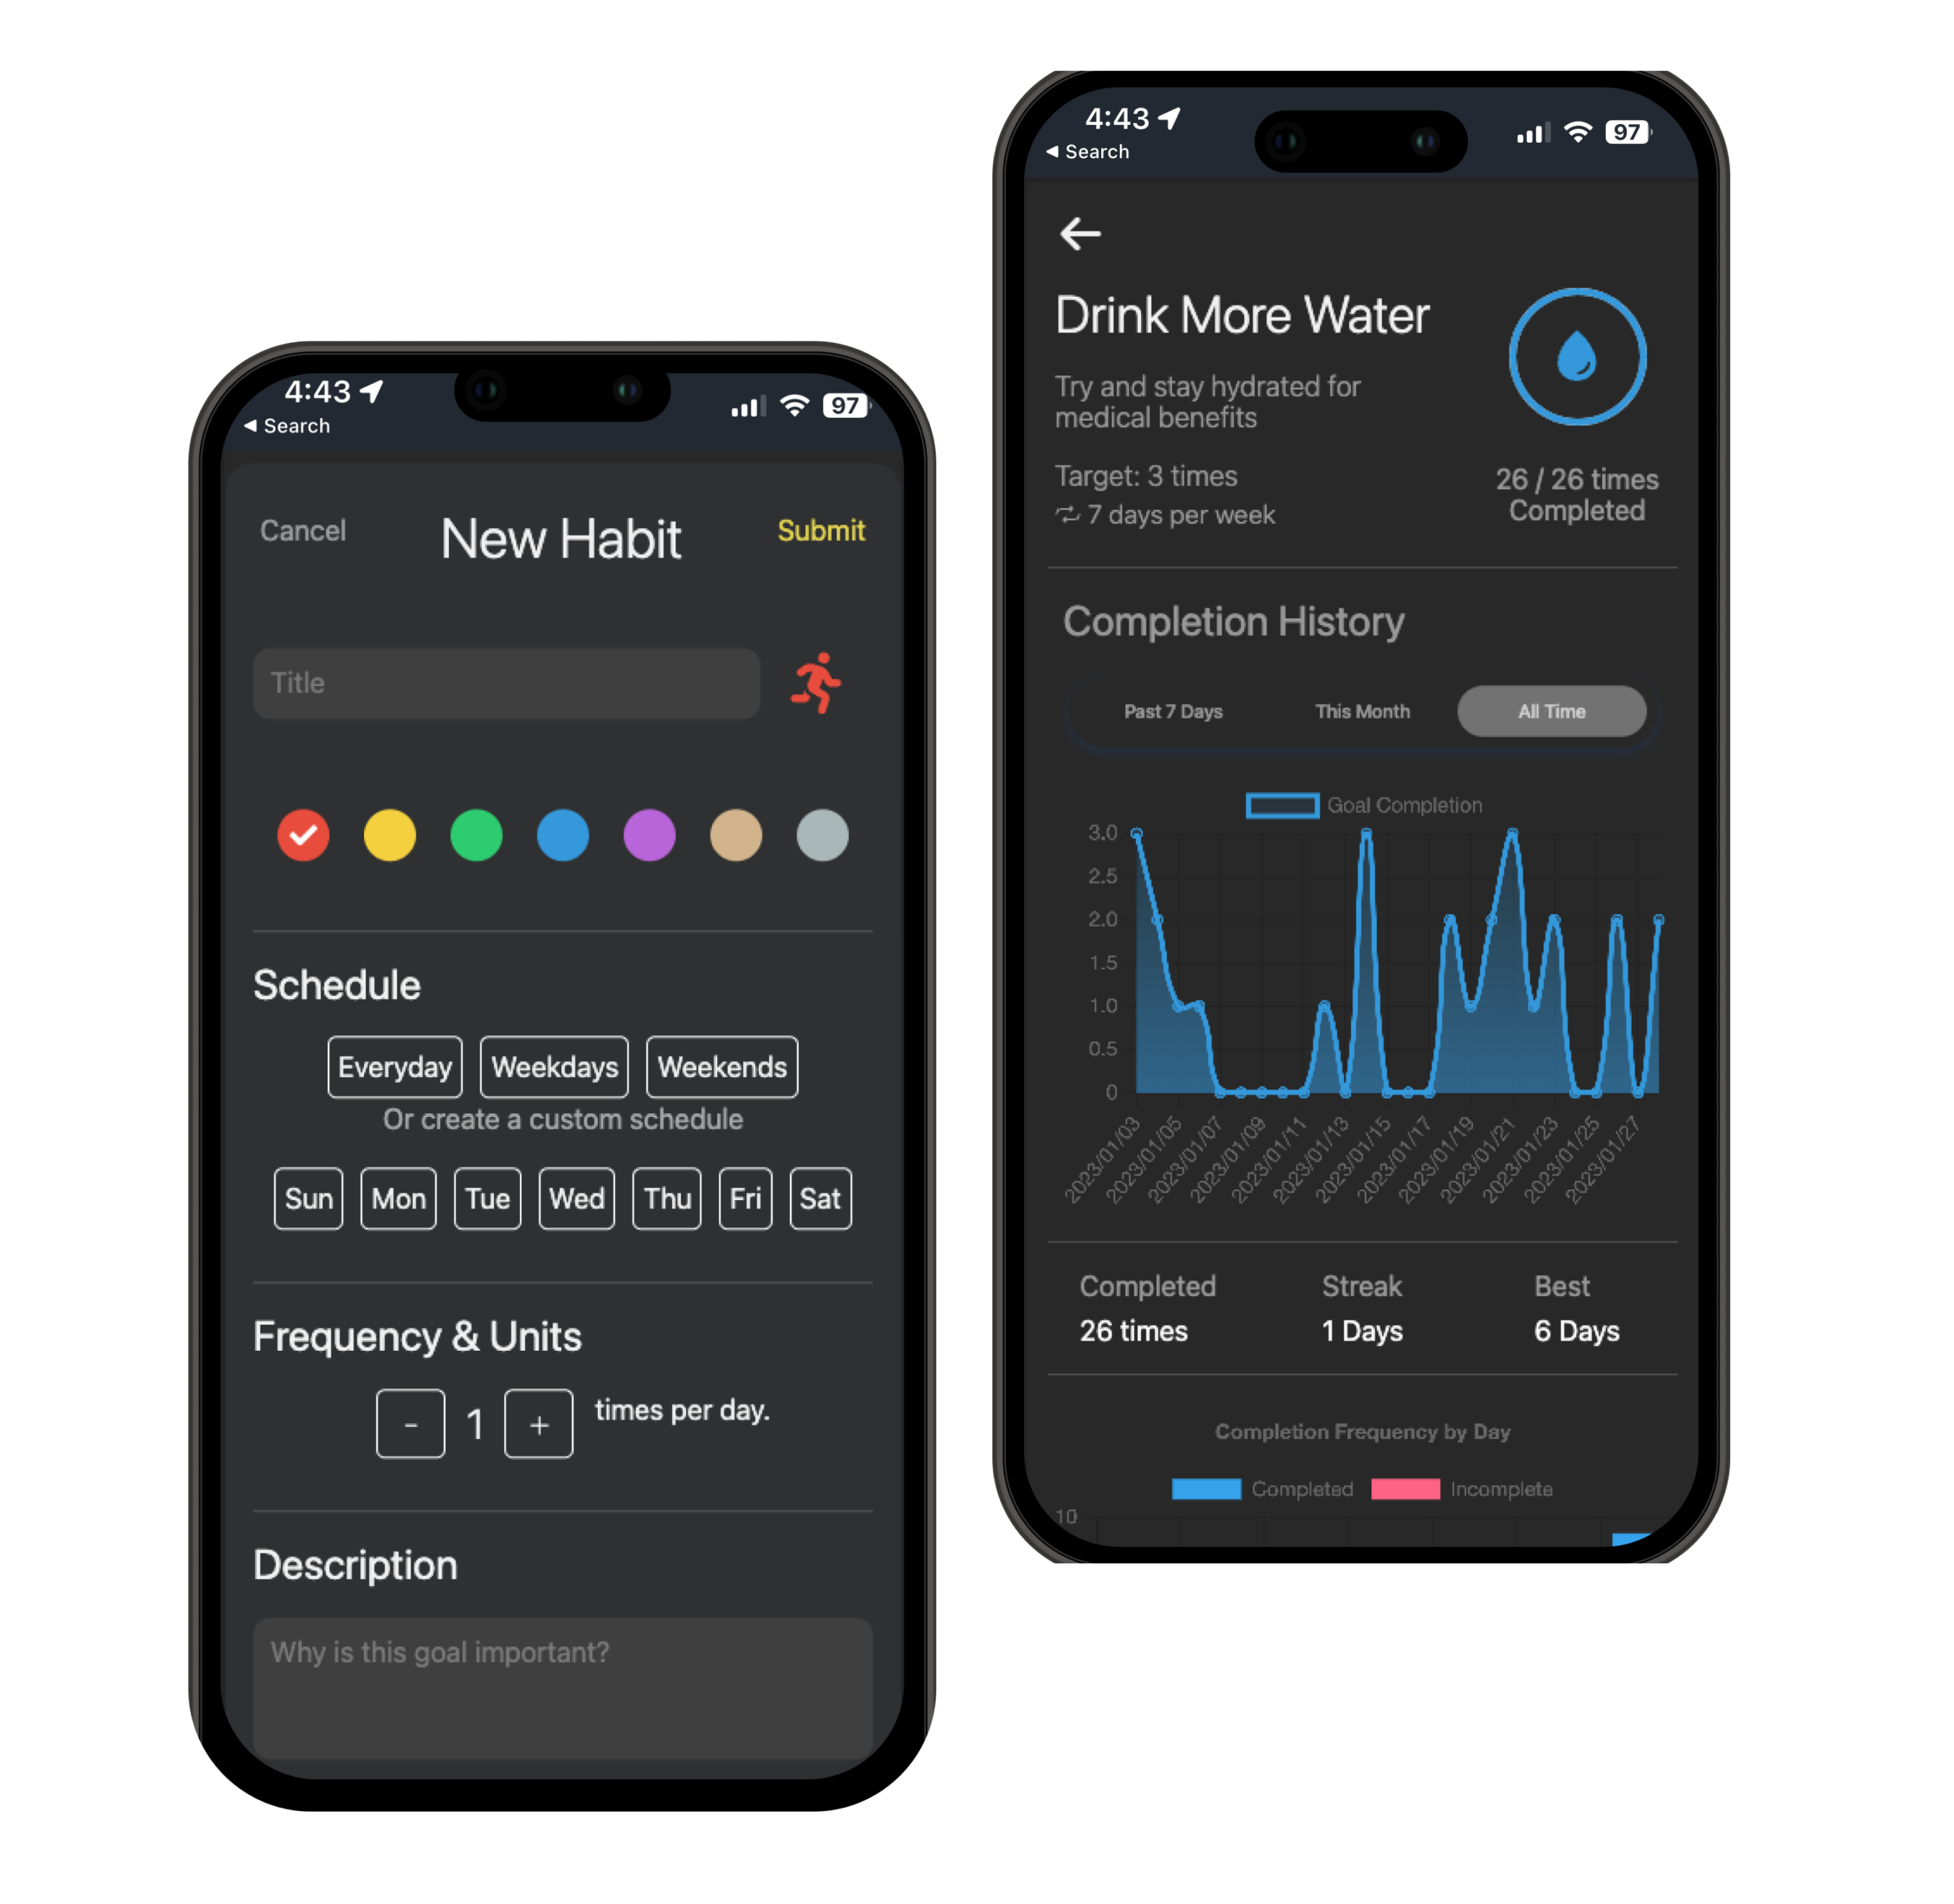 4:43
Search
97
Cancel
New Habit
Submit
Title
Schedule
Everyday
Weekdays
Weekends
Or create a custom schedule
Sun
Mon
Tue
Wed
Thu
Fri
Sat
Frequency & Units
-
1
+
times per day.
Description
Why is this goal important?
4:43
Search
97
Drink More Water
Try and stay hydrated for
medical benefits
Target: 3 times
7 days per week
26 / 26 times
Completed
Completion History
Past 7 Days
This Month
All Time
Goal Completion
3.0
2.5
2.0
1.5
1.0
0.5
0
2023/01/03
2023/01/05
2023/01/07
2023/01/09
2023/01/11
2023/01/13
2023/01/15
2023/01/17
2023/01/19
2023/01/21
2023/01/23
2023/01/25
2023/01/27
Completed
26 times
Streak
1 Days
Best
6 Days
Completion Frequency by Day
Completed
Incomplete
10